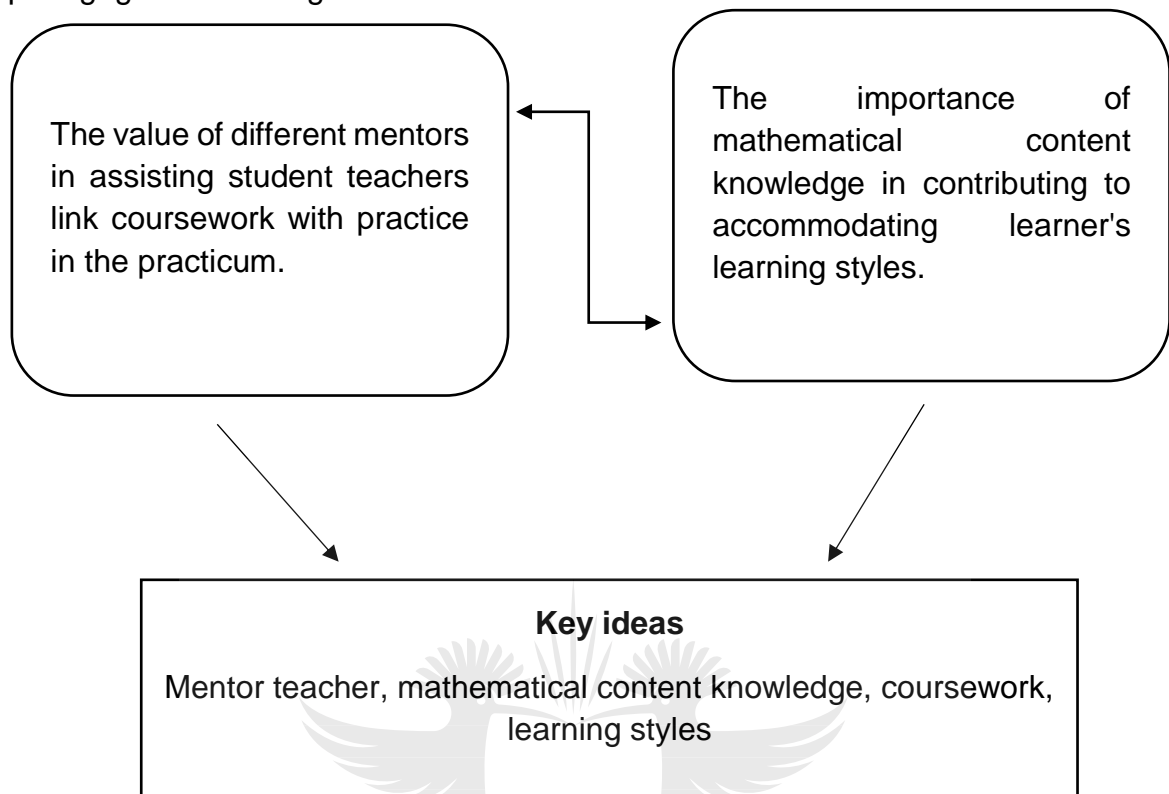 The value of different mentors
in assisting student teachers
link coursework with practice
in the practicum.
The importance of
mathematical content
knowledge in contributing to
accommodating learner's
learning styles.
Key ideas
Mentor teacher, mathematical content knowledge, coursework,
learning styles